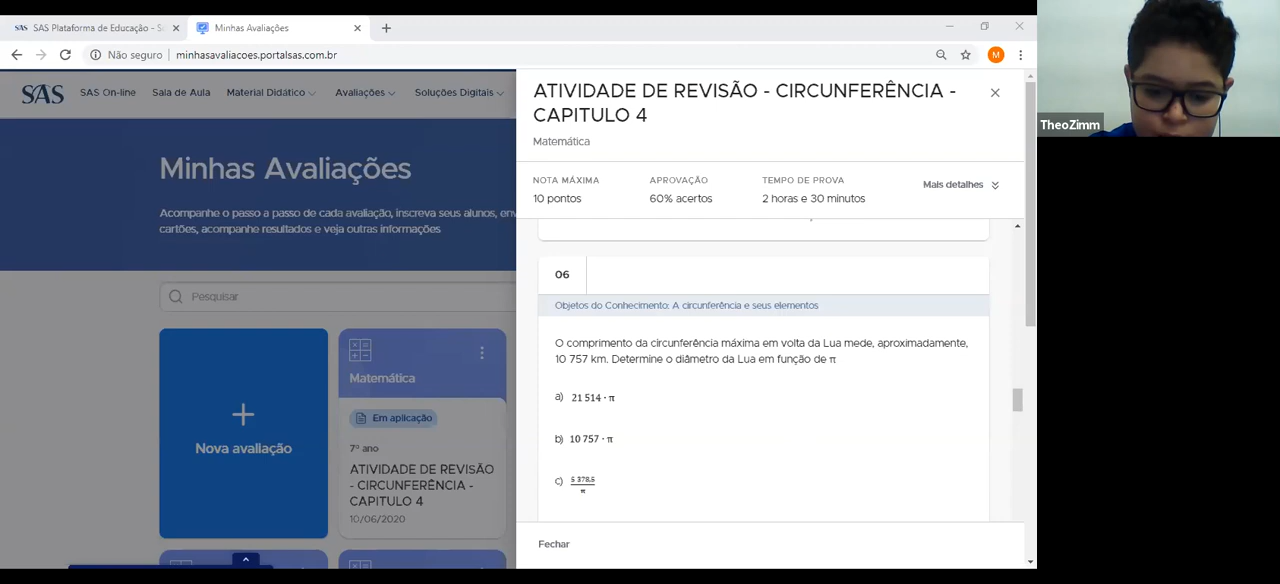 SAS Plataforma de Educação - S
Minhas Avaliações
Não seguro
minhasavaliacoes.portalsas.com.br
M
SAS
SAS On-line
Sala de Aula
Material Didático
Avaliações
Soluções Digitais
Minhas Avaliações
Acompanhe o passo a passo de cada avaliação, inscreva seus alunos, en
cartões, acompanhe resultados e veja outras informações
Pesquisar
Nova avaliação
Matemática
Em aplicação
7º ano
ATIVIDADE DE REVISÃO
- CIRCUNFERÊNCIA -
CAPITULO 4
10/06/2020
ATIVIDADE DE REVISÃO - CIRCUNFERÊNCIA -
CAPITULO 4
Matemática
NOTA MÁXIMA
10 pontos
APROVAÇÃO
60% acertos
TEMPO DE PROVA
2 horas e 30 minutos
Mais detalhes
06
Objetos do Conhecimento: A circunferência e seus elementos
O comprimento da circunferência máxima em volta da Lua mede, aproximadamente,
10 757 km. Determine o diâmetro da Lua em função de π
a) 21 514 · π
b) 10 757 · π
c) 5 378,5
π
Fechar
TheoZimm